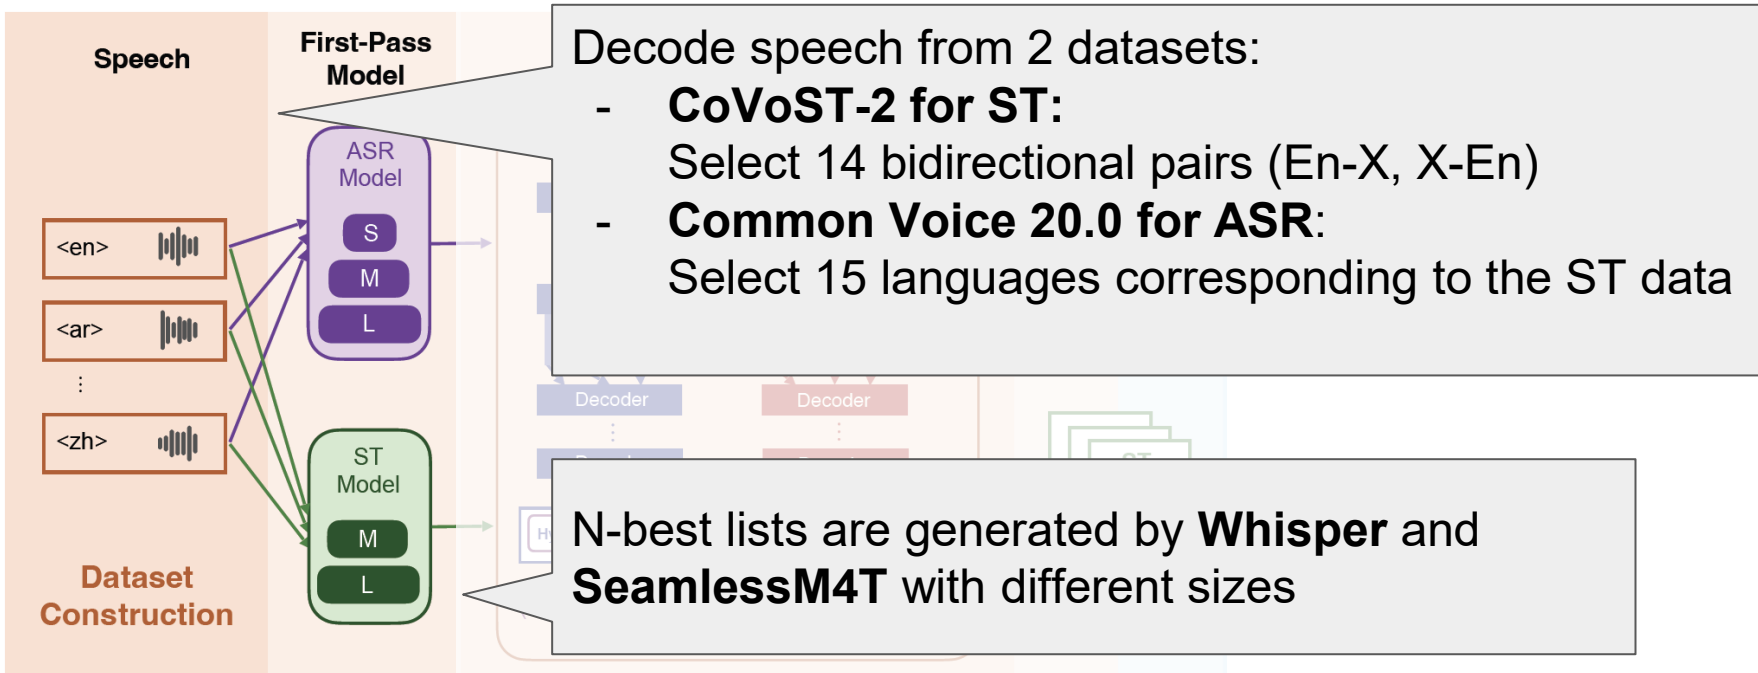 Speech
First-Pass
Model
Decode speech from 2 datasets:
- CoVoST-2 for ST:
Select 14 bidirectional pairs (En-X, X-En)
- Common Voice 20.0 for ASR:
Select 15 languages corresponding to the ST data
ASR
Model
S
M
L
<en>
<ar>
⋮
<zh>
Decoder
Decoder
⋮
⋮
ST
Model
M
L
N-best lists are generated by Whisper and
SeamlessM4T with different sizes
Dataset
Construction